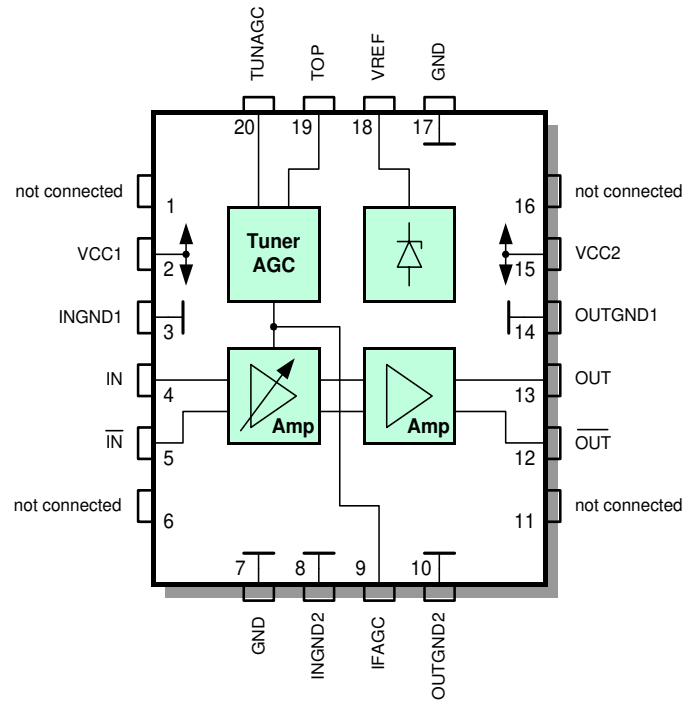 TUNAGC
TOP
VREF
GND
20
19
18
17
not connected
1
16
not connected
VCC1
2
Tuner
AGC
15
VCC2
INGND1
3
14
OUTGND1
IN
4
13
OUT
Amp
Amp
I̅N̅
5
12
O̅U̅T̅
not connected
6
11
not connected
7
8
9
10
GND
INGND2
IFAGC
OUTGND2